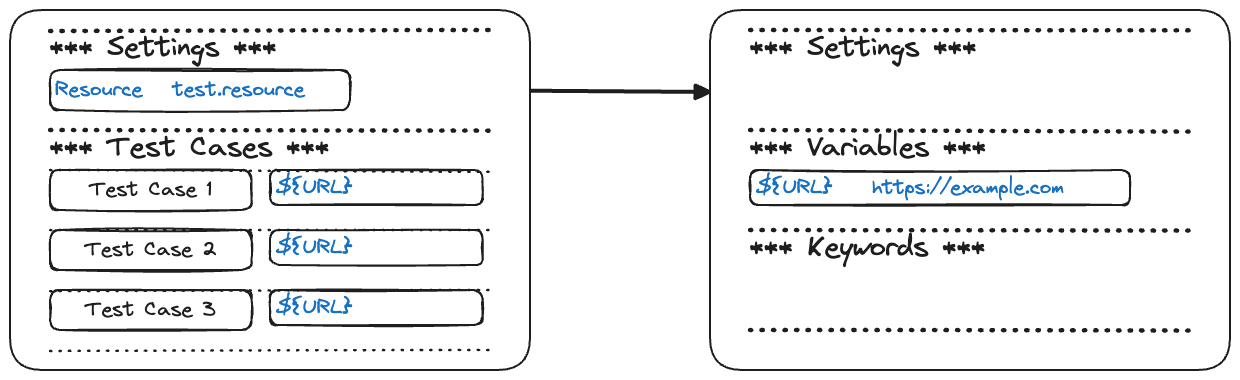 *** Settings ***
Resource test.resource
*** Test Cases ***
Test Case 1 ${URL}
Test Case 2 ${URL}
Test Case 3 ${URL}
*** Settings ***
*** Variables ***
${URL} https://example.com
*** Keywords ***